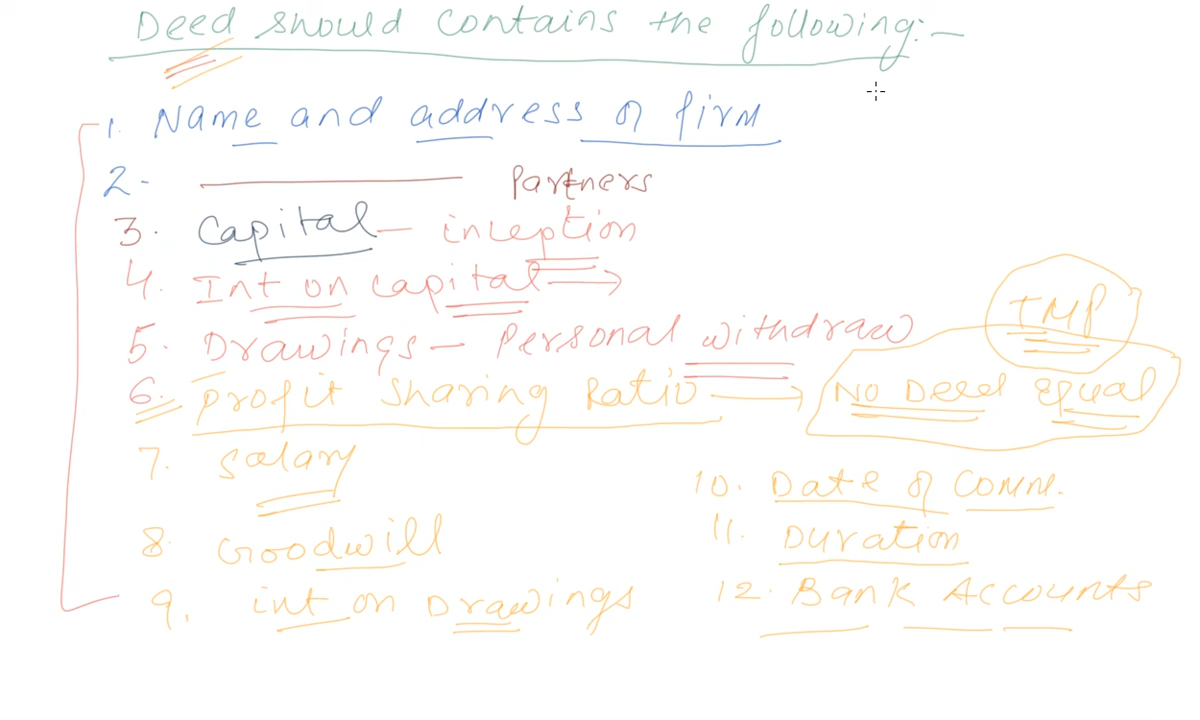 Deed should contains the following:-
1. Name and address of firm
2- ———— Partners
3. Capital - inception
4. Int on capital →
5. Drawings - Personal withdraw
IMP
6. Profit Sharing Ratio → No Deed Equal
7. Salary
8. Goodwill
9. int on Drawings
10. Date of Comm.
11. Duration
12. Bank Accounts